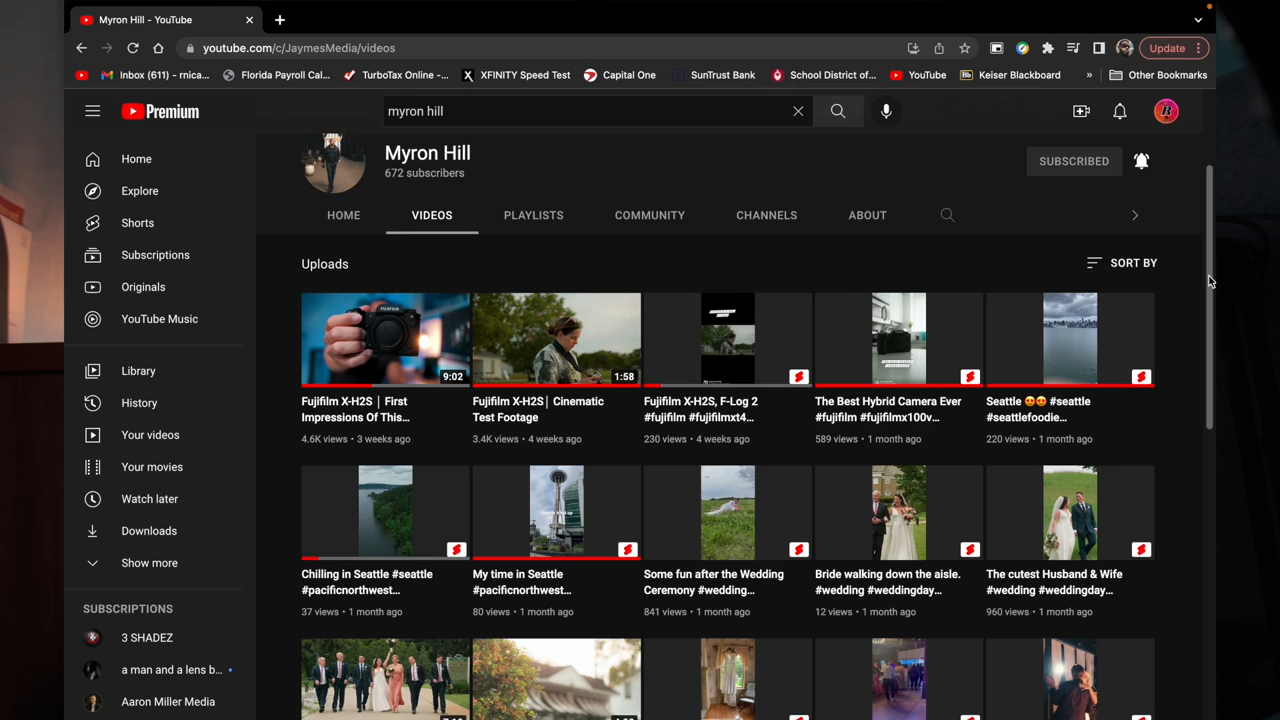 Myron Hill - YouTube
youtube.com/c/JaymesMedia/videos
Update
Inbox (611) - rnica...
Florida Payroll Cal...
TurboTax Online -...
XFINITY Speed Test
Capital One
SunTrust Bank
School District of...
YouTube
Keiser Blackboard
»
Other Bookmarks
Premium
myron hill
R
Home
Explore
Shorts
Subscriptions
Originals
YouTube Music
Library
History
Your videos
Your movies
Watch later
Downloads
Show more
SUBSCRIPTIONS
3 SHADEZ
a man and a lens b...
Aaron Miller Media
Myron Hill
672 subscribers
SUBSCRIBED
HOME
VIDEOS
PLAYLISTS
COMMUNITY
CHANNELS
ABOUT
Uploads
SORT BY
FUJIFILM
9:02
Fujifilm X-H2S | First
Impressions Of This...
4.6K views • 3 weeks ago
1:58
Fujifilm X-H2S| Cinematic
Test Footage
3.4K views • 4 weeks ago
Fujifilm X-H2S, F-Log 2
#fujifilm #fujifilmxt4...
230 views • 4 weeks ago
The Best Hybrid Camera Ever
#fujifilm #fujifilmx100v...
589 views • 1 month ago
Seattle 😍😍 #seattle
#seattlefoodie...
220 views • 1 month ago
Chilling in Seattle #seattle
#pacificnorthwest...
37 views • 1 month ago
My time in Seattle
#pacificnorthwest...
80 views • 1 month ago
Some fun after the Wedding
Ceremony #wedding...
841 views • 1 month ago
Bride walking down the aisle.
#wedding #weddingday...
12 views • 1 month ago
The cutest Husband & Wife
#wedding #weddingday...
960 views • 1 month ago